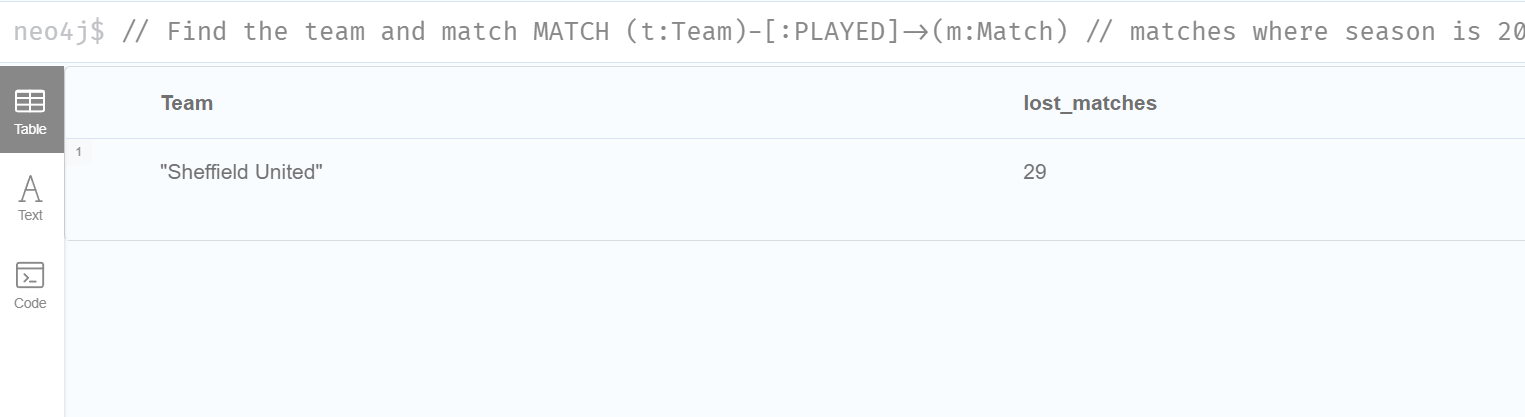 neo4j$ // Find the team and match MATCH (t:Team)-[:PLAYED]->(m:Match) // matches where season is 20
Table
Team lost_matches
1
"Sheffield United" 29
Text
Code